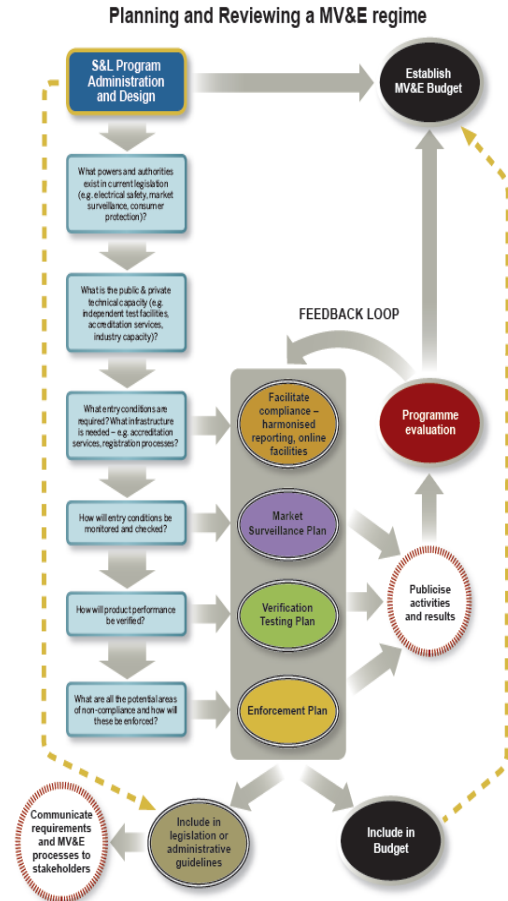 Planning and Reviewing a MV&E regime
S&L Program
Administration
and Design
Establish
MV&E Budget
What powers and authorities
exist in current legislation
(e.g. electrical safety, market
surveillance, consumer
protection)?
What is the public & private
technical capacity (e.g.
independent test facilities,
accreditation services,
industry capacity)?
FEEDBACK LOOP
What entry conditions are
required? What infrastructure
is needed – e.g. accreditation
services, registration processes?
Facilitate
compliance –
harmonised
reporting, online
facilities
Programme
evaluation
How will entry conditions be
monitored and checked?
Market
Surveillance Plan
How will product performance
be verified?
Verification
Testing Plan
Publicise
activities
and results
What are all the potential areas
of non-compliance and how will
these be enforced?
Enforcement Plan
Communicate
requirements
and MV&E
processes to
stakeholders
Include in
legislation or
administrative
guidelines
Include in
Budget